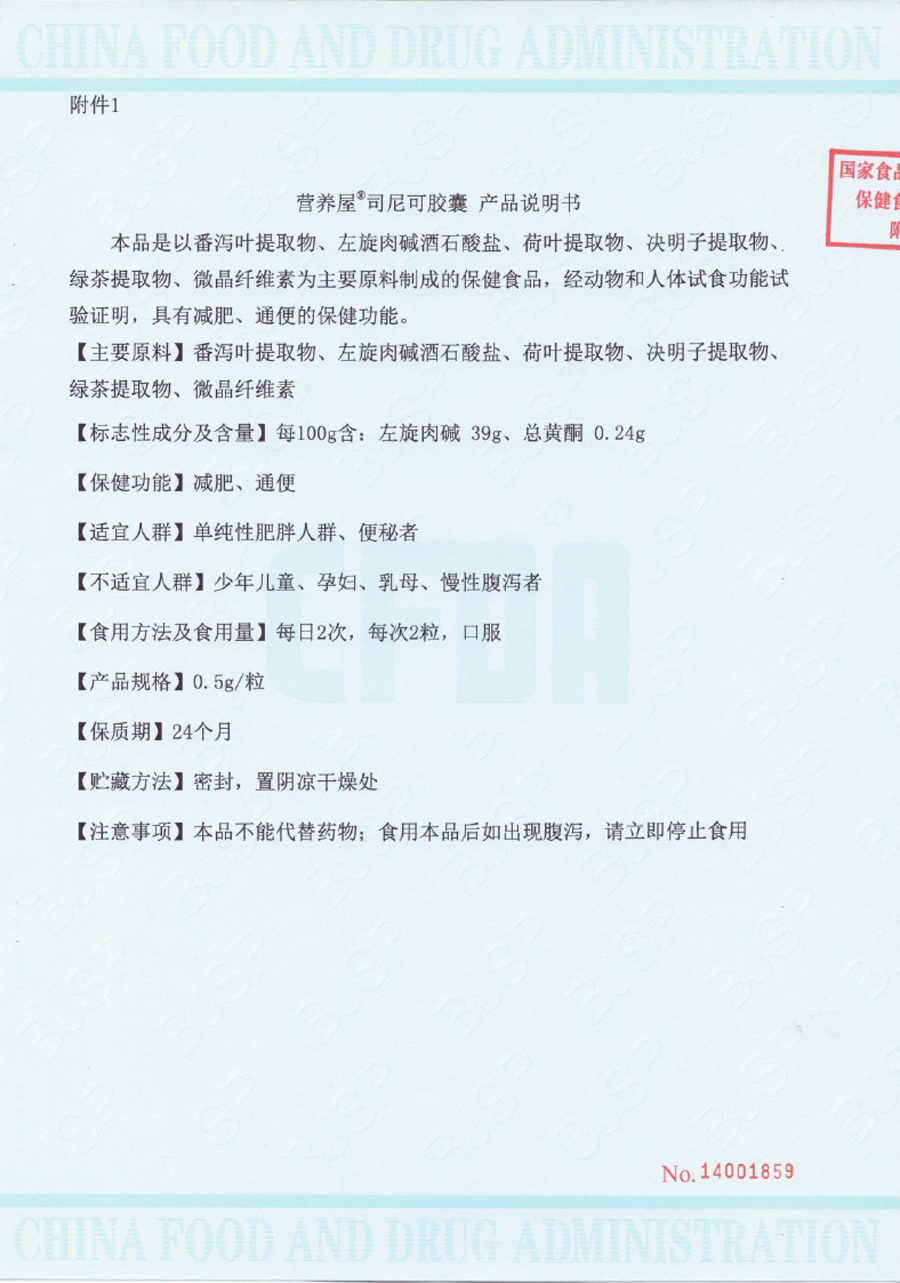 CHINA FOOD AND DRUG ADMINISTRATION
附件1
国家食品
保健食
附
营养屋®司尼可胶囊 产品说明书
本品是以番泻叶提取物、左旋肉碱酒石酸盐、荷叶提取物、决明子提取物、
绿茶提取物、微晶纤维素为主要原料制成的保健食品，经动物和人体试食功能试
验证明，具有减肥、通便的保健功能。
【主要原料】番泻叶提取物、左旋肉碱酒石酸盐、荷叶提取物、决明子提取物、
绿茶提取物、微晶纤维素
【标志性成分及含量】每100g含：左旋肉碱 39g、总黄酮 0.24g
【保健功能】减肥、通便
【适宜人群】单纯性肥胖人群、便秘者
【不适宜人群】少年儿童、孕妇、乳母、慢性腹泻者
【食用方法及食用量】每日2次，每次2粒，口服
【产品规格】0.5g/粒
【保质期】24个月
【贮藏方法】密封，置阴凉干燥处
【注意事项】本品不能代替药物；食用本品后如出现腹泻，请立即停止食用
CFDA
No. 14001859
CHINA FOOD AND DRUG ADMINISTRATION